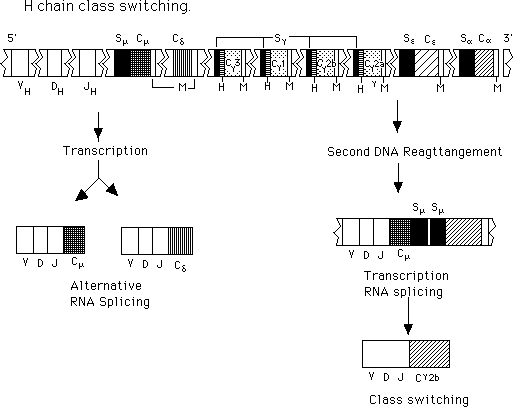 H chain class switching.
5' Sμ Cμ Cδ Sγ Sε Cε Sα Cα 3'
Cγ3 Cγ1 Cγ2b Cγ2a
VH DH JH M H M H M H M H γ M M M
Transcription
Second DNA Reagttangement
Sμ Sμ
V D J Cμ
V D J Cδ
V D J Cμ
Alternative
RNA Splicing
Transcription
RNA splicing
V D J Cγ2b
Class switching